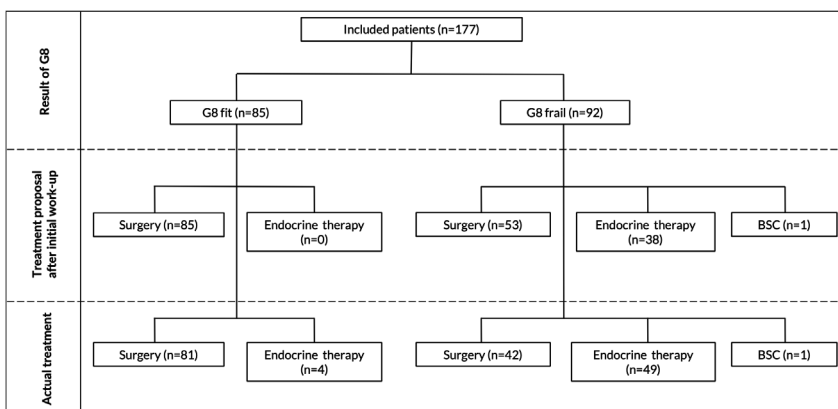 Result of G8
Included patients (n=177)
G8 fit (n=85)
G8 frail (n=92)
Treatment proposal
after initial work-up
Surgery (n=85)
Endocrine therapy
(n=0)
Surgery (n=53)
Endocrine therapy
(n=38)
BSC (n=1)
Actual treatment
Surgery (n=81)
Endocrine therapy
(n=4)
Surgery (n=42)
Endocrine therapy
(n=49)
BSC (n=1)